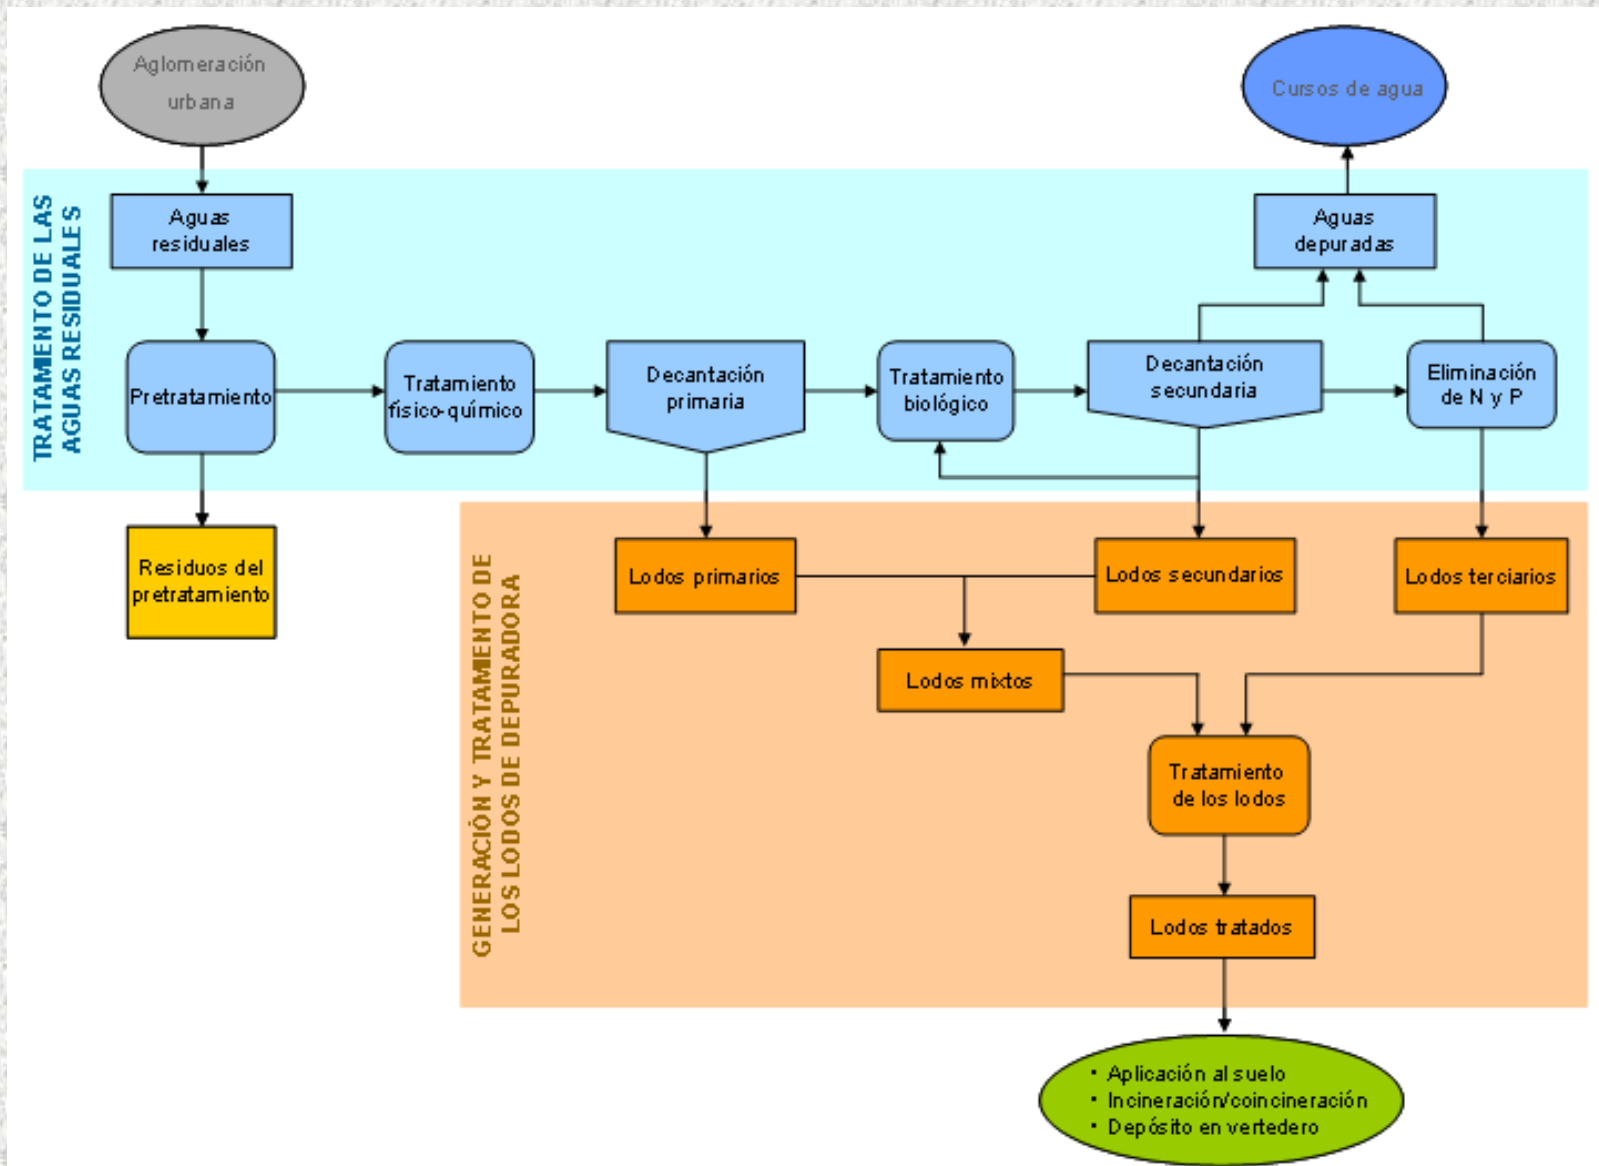 Aglomeración
urbana
Cursos de agua
TRATAMIENTO DE LAS
AGUAS RESIDUALES
Aguas
residuales
Aguas
depuradas
Pretratamiento
Tratamiento
físico-químico
Decantación
primaria
Tratamiento
biológico
Decantación
secundaria
Eliminación
de N y P
Residuos del
pretratamiento
GENERACIÓN Y TRATAMIENTO DE
LOS LODOS DE DEPURADORA
Lodos primarios
Lodos secundarios
Lodos terciarios
Lodos mixtos
Tratamiento
de los lodos
Lodos tratados
• Aplicación al suelo
• Incineración/coincineración
• Depósito en vertedero